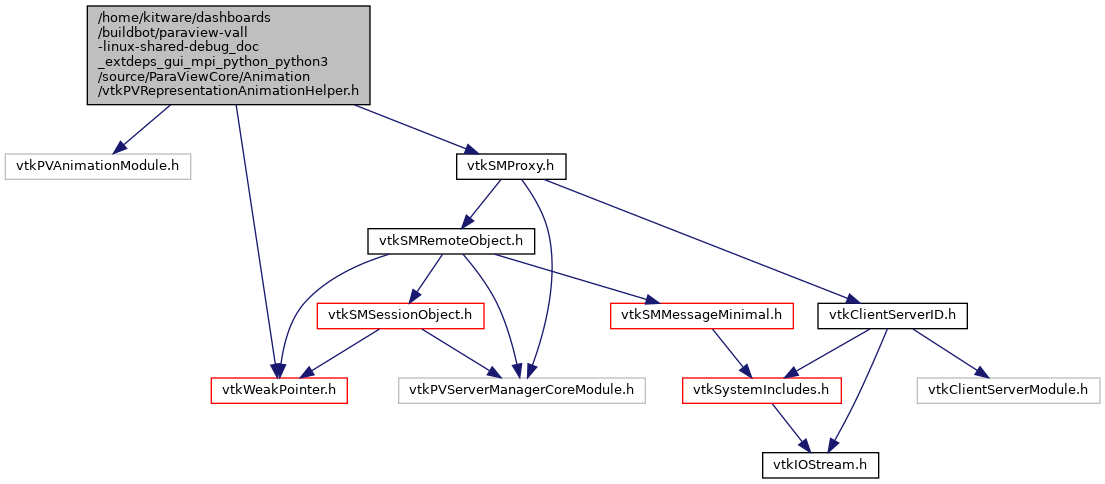 /home/kitware/dashboards
/buildbot/paraview-vall
-linux-shared-debug_doc
_extdeps_gui_mpi_python_python3
/source/ParaViewCore/Animation
/vtkPVRepresentationAnimationHelper.h
vtkPVAnimationModule.h
vtkSMProxy.h
vtkSMRemoteObject.h
vtkSMSessionObject.h
vtkSMMessageMinimal.h
vtkClientServerID.h
vtkWeakPointer.h
vtkPVServerManagerCoreModule.h
vtkSystemIncludes.h
vtkClientServerModule.h
vtkIOStream.h